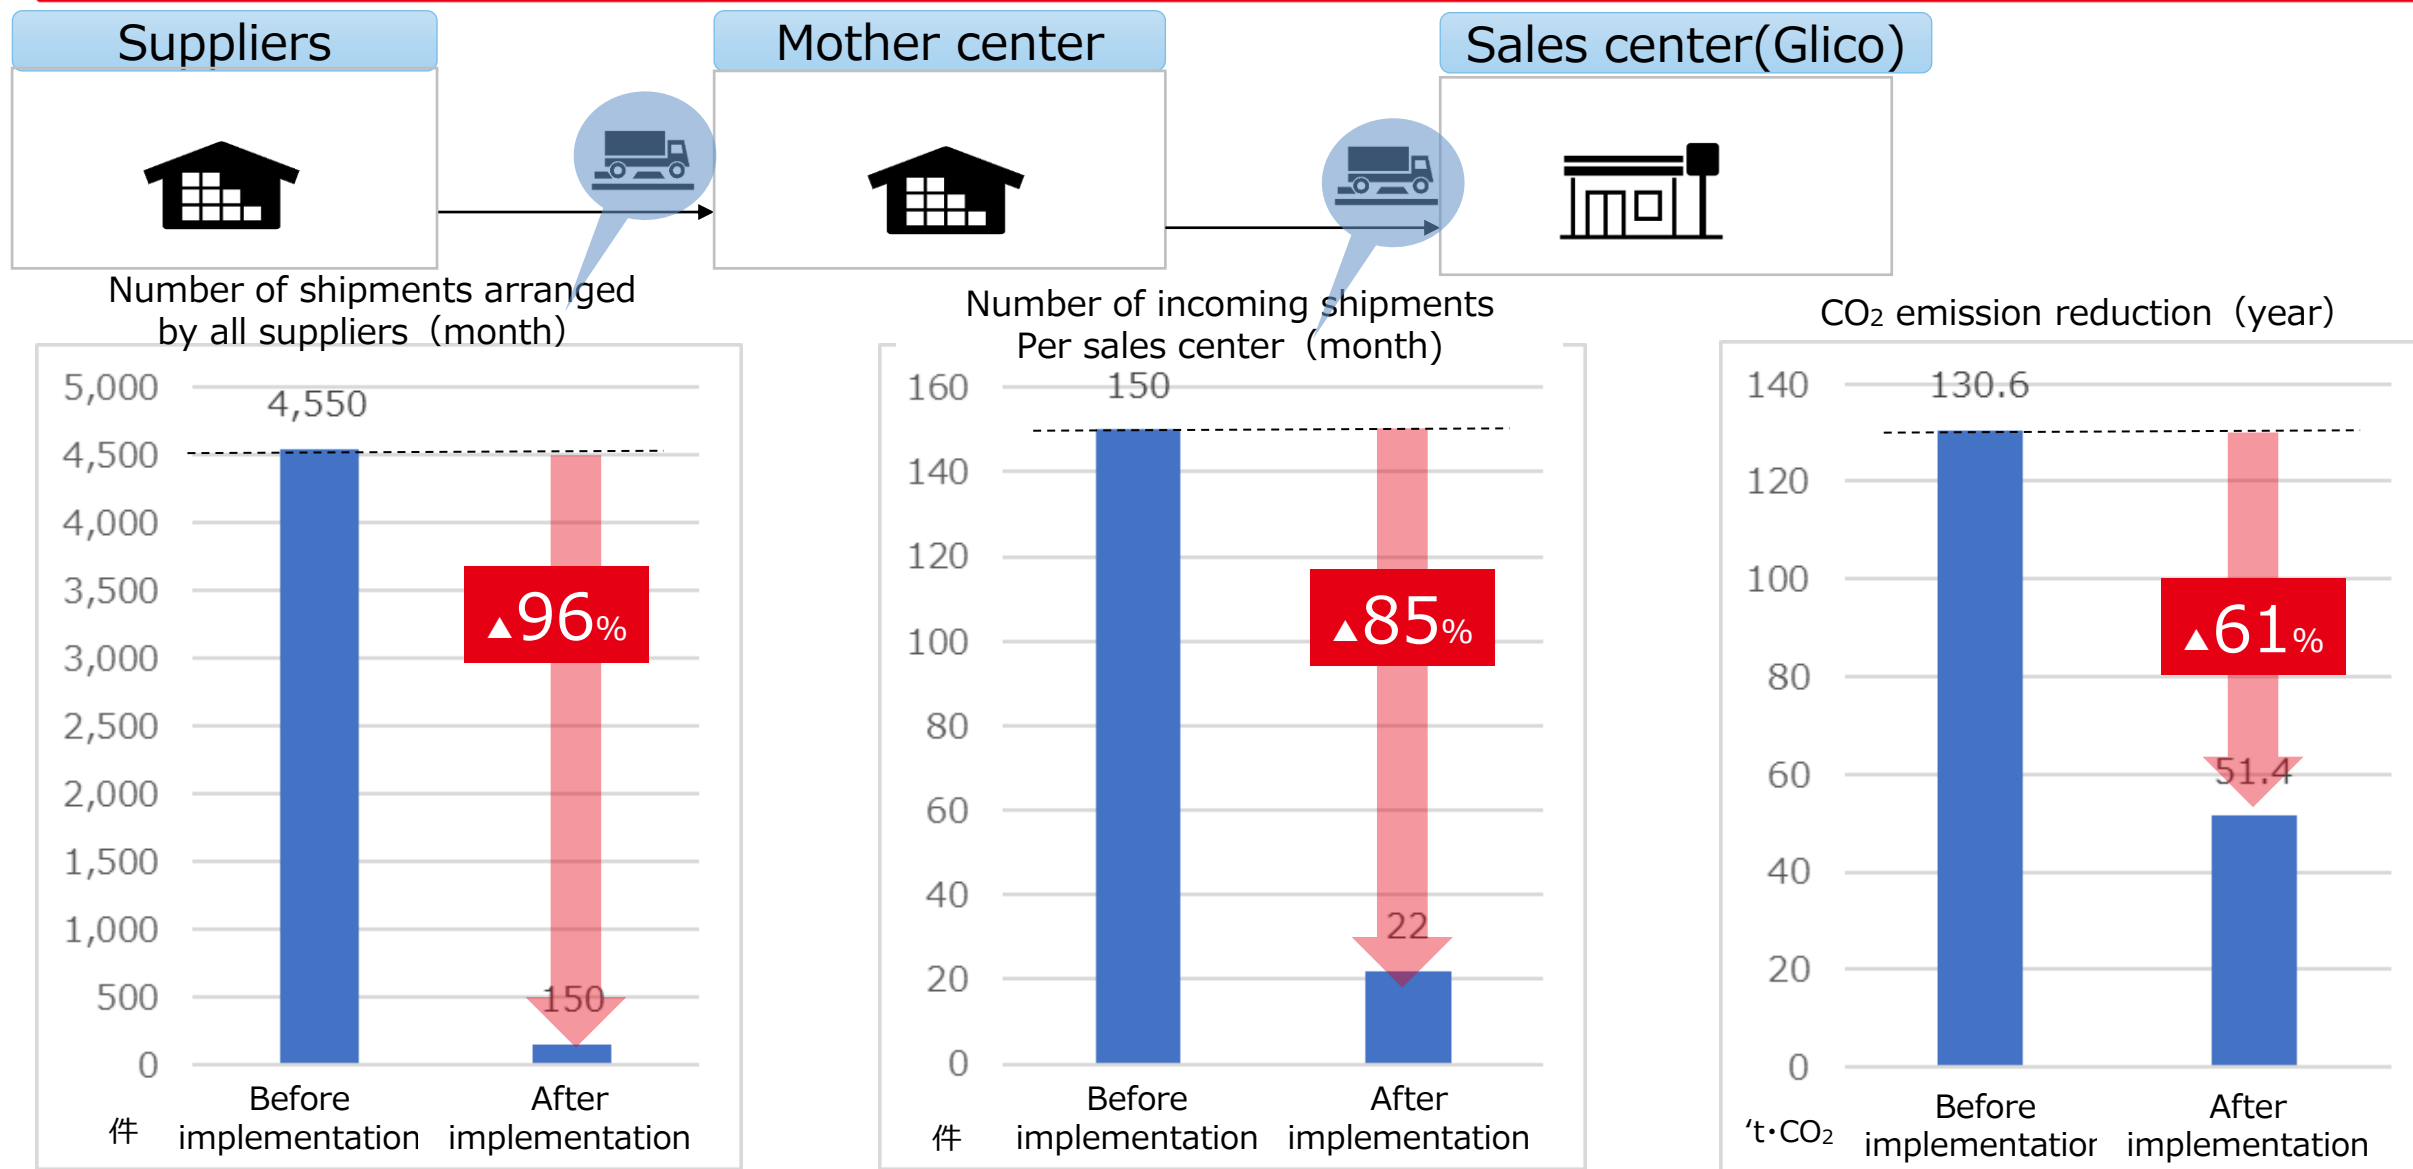 Suppliers
Mother center
Sales center(Glico)
Number of shipments arranged
by all suppliers（month）
5,000
4,500
4,000
3,500
3,000
2,500
2,000
1,500
1,000
500
0
4,550
▲96%
150
Before
implementation
After
implementation
件
Number of incoming shipments
Per sales center（month）
160
140
120
100
80
60
40
20
0
150
▲85%
22
Before
implementation
After
implementation
件
CO₂ emission reduction（year）
140
120
100
80
60
40
20
0
130.6
▲61%
51.4
Before
implementation
After
implementation
‘t･CO₂